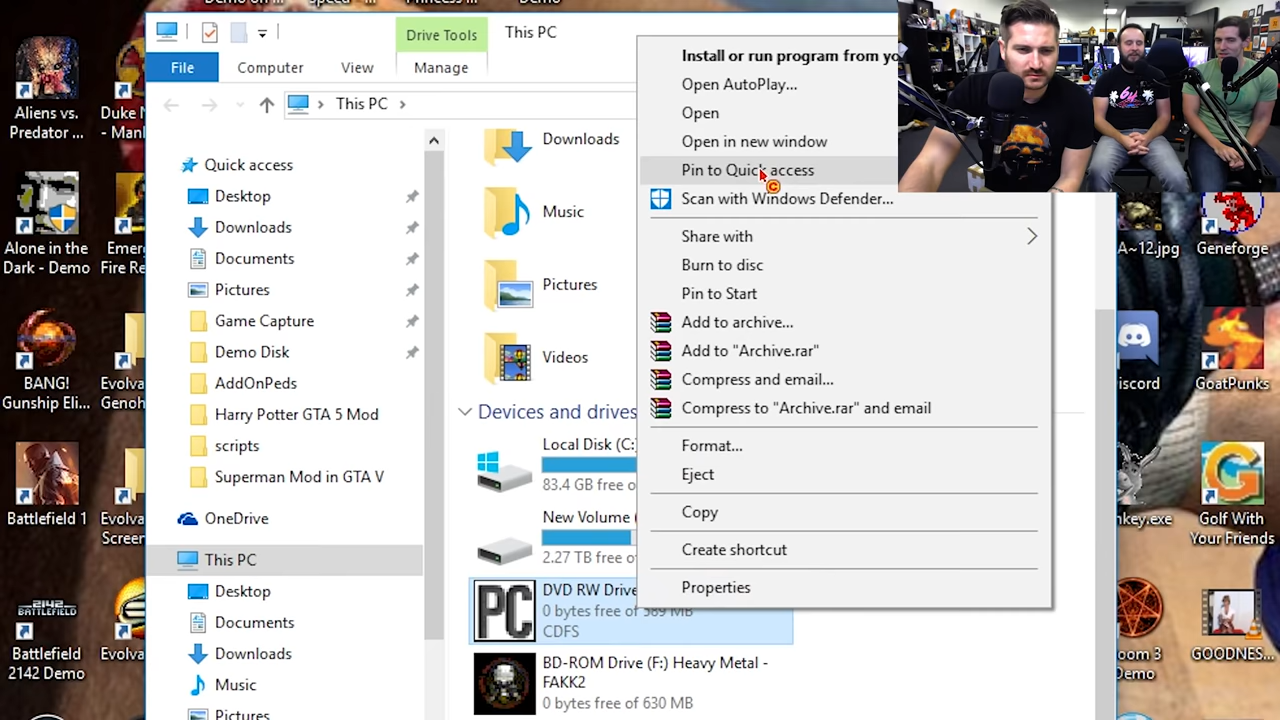 Demo
Drive Tools
This PC
File
Computer
View
Manage
This PC
Quick access
Desktop
Downloads
Documents
Pictures
Game Capture
Demo Disk
AddOnPeds
Harry Potter GTA 5 Mod
scripts
Superman Mod in GTA V
OneDrive
This PC
Desktop
Documents
Downloads
Music
Pictures
Downloads
Music
Pictures
Videos
Devices and drives
Local Disk (C:
83.4 GB free o
New Volume (
2.27 TB free o
DVD RW Drive
0 bytes free of 589 MB
CDFS
PC
BD-ROM Drive (F:) Heavy Metal -
FAKK2
0 bytes free of 630 MB
Install or run program from yo
Open AutoPlay...
Open
Open in new window
Pin to Quick access
Scan with Windows Defender...
Share with
Burn to disc
Pin to Start
Add to archive...
Add to "Archive.rar"
Compress and email...
Compress to "Archive.rar" and email
Format...
Eject
Copy
Create shortcut
Properties
Aliens vs.
Predator ...
Duke N
- Manh
Alone in the
Dark - Demo
Emerg
Fire Re
BANG!
Gunship Eli...
Evolva
Genoh
Battlefield 1
Evolva
Screen
2142
BATTLEFIELD
Battlefield
2142 Demo
Evolva
A~12.jpg
Geneforge
iscord
GoatPunks
nkey.exe
Golf With
Your Friends
oom 3
Demo
GOODNES...
64